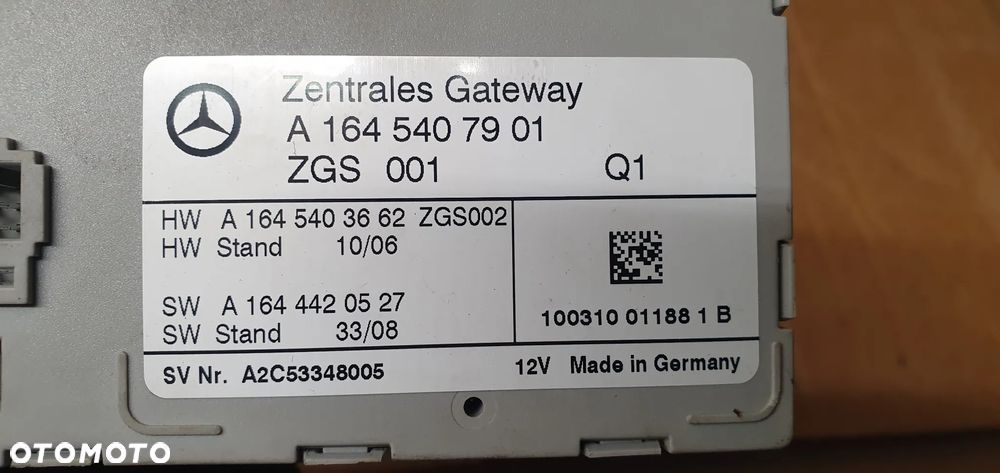 Zentrales Gateway
A 164 540 79 01
ZGS 001 Q1
HW A 164 540 36 62 ZGS002
HW Stand 10/06
SW A 164 442 05 27
SW Stand 33/08
100310 01188 1 B
SV Nr. A2C53348005 12V Made in Germany
OTOMOTO